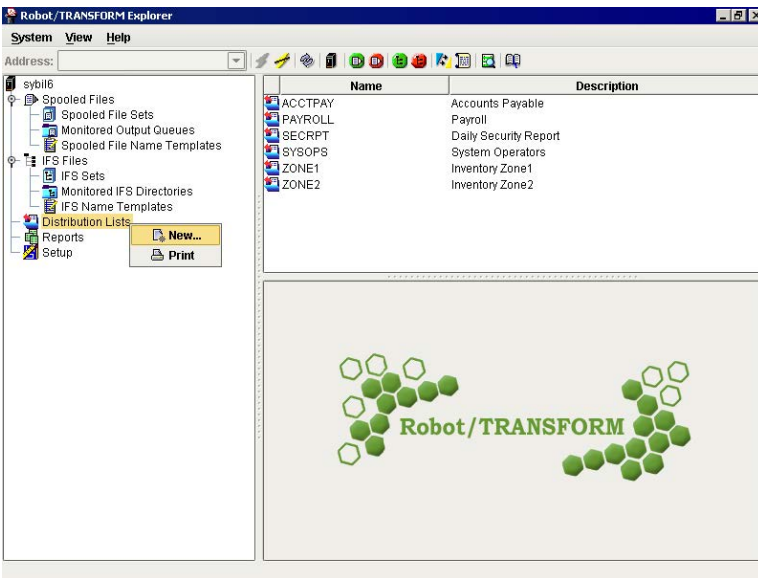 Robot/TRANSFORM Explorer
System View Help
Address:
sybil6
Spooled Files
Spooled File Sets
Monitored Output Queues
Spooled File Name Templates
IFS Files
IFS Sets
Monitored IFS Directories
IFS Name Templates
Distribution Lists
Reports
Setup
New...
Print
Name Description
ACCTPAY Accounts Payable
PAYROLL Payroll
SECRPT Daily Security Report
SYSOPS System Operators
ZONE1 Inventory Zone1
ZONE2 Inventory Zone2
Robot/TRANSFORM